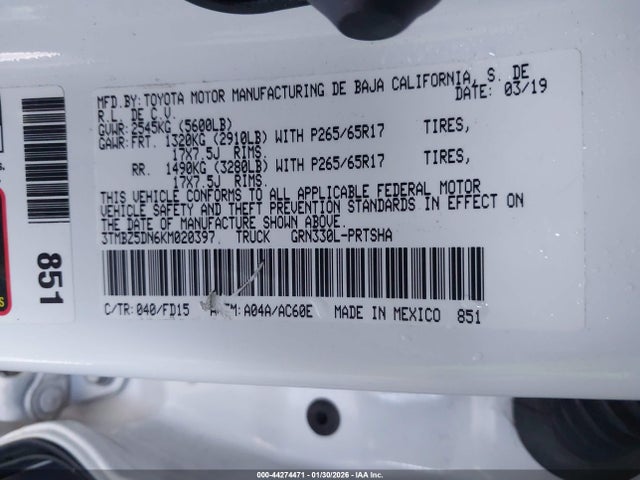 MFD.BY:TOYOTA MOTOR MANUFACTURING DE BAJA CALIFORNIA, S. DE
R.L. DE C.V. DATE: 03/19
GVWR: 2545KG (5600LB)
GAWR:FRT. 1320KG (2910LB) WITH P265/65R17 TIRES,
17X7.5J RIMS.
RR. 1490KG (3280LB) WITH P265/65R17 TIRES,
17X7.5J RIMS.
THIS VEHICLE CONFORMS TO ALL APPLICABLE FEDERAL MOTOR
VEHICLE SAFETY AND THEFT PREVENTION STANDARDS IN EFFECT ON
THE DATE OF MANUFACTURE SHOWN ABOVE.
3TMBZ5DN6KM020397. TRUCK GRN330L-PRTSHA
C/TR:040/FD15 A04A/AC60E MADE IN MEXICO 851
851
000-44274471 | 01/30/2026 - Copart, Inc.